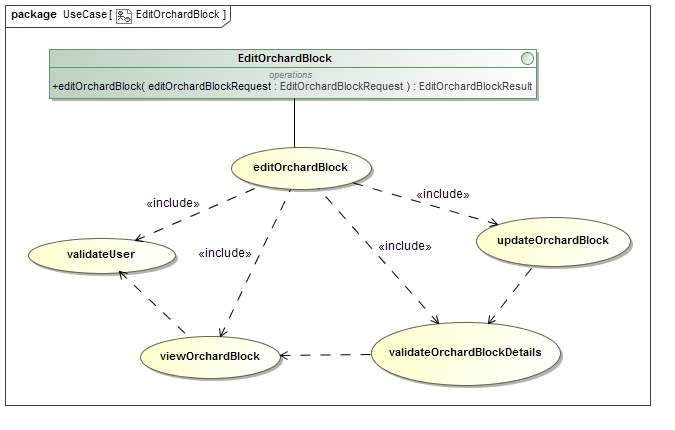 package UseCase[ EditOrchardBlock ]
EditOrchardBlock
operations
+editOrchardBlock( editOrchardBlockRequest : EditOrchardBlockRequest ) : EditOrchardBlockResult
editOrchardBlock
«include»
«include»
updateOrchardBlock
«include»
«include»
validateUser
viewOrchardBlock
validateOrchardBlockDetails